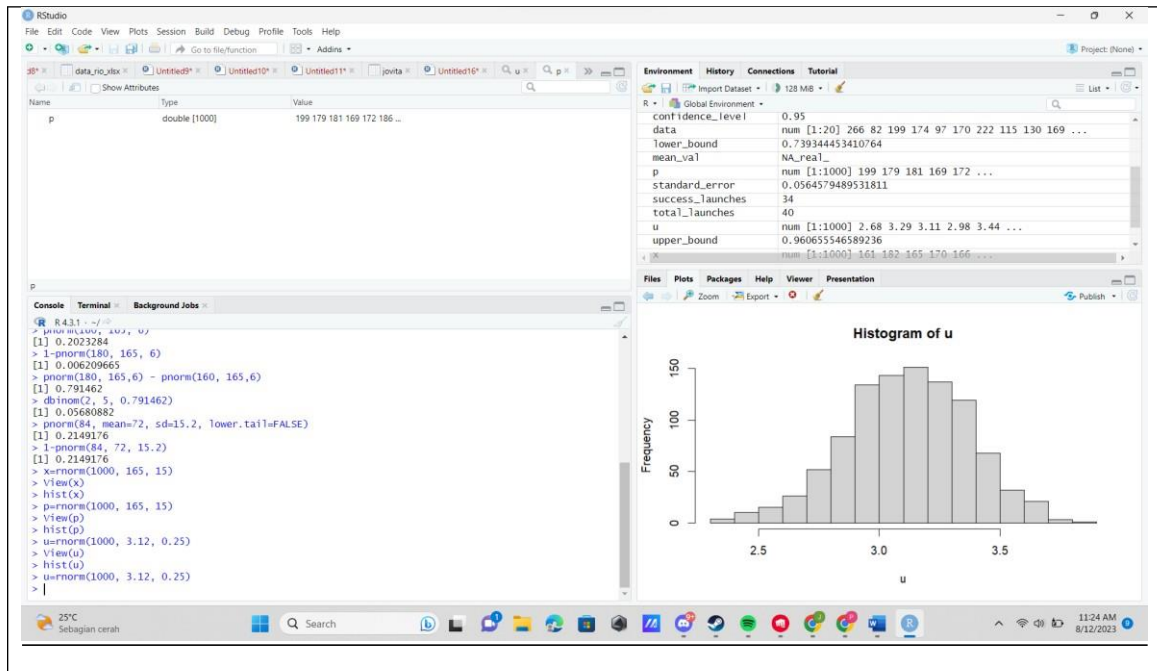 RStudio
File Edit Code View Plots Session Build Debug Profile Tools Help
Go to file/function Addins Project: (None)
d8* data_rio_xlsx Untitled9* Untitled10* Untitled11* jovita Untitled16* u p
Show Attributes
Name Type Value
p double [1000] 199 179 181 169 172 186 ...
p
Console Terminal Background Jobs
R 4.3.1 · ~/
> pnorm(160, 165, 6)
[1] 0.2023284
> 1-pnorm(180, 165, 6)
[1] 0.006209665
> pnorm(180, 165,6) - pnorm(160, 165,6)
[1] 0.791462
> dbinom(2, 5, 0.791462)
[1] 0.05680882
> pnorm(84, mean=72, sd=15.2, lower.tail=FALSE)
[1] 0.2149176
> 1-pnorm(84, 72, 15.2)
[1] 0.2149176
> x=rnorm(1000, 165, 15)
> View(x)
> hist(x)
> p=rnorm(1000, 165, 15)
> View(p)
> hist(p)
> u=rnorm(1000, 3.12, 0.25)
> View(u)
> hist(u)
> u=rnorm(1000, 3.12, 0.25)
>
Environment History Connections Tutorial
Import Dataset 128 MiB List
R Global Environment
confidence_level 0.95
data num [1:20] 266 82 199 174 97 170 222 115 130 169 ...
lower_bound 0.739344453410764
mean_val NA_real_
p num [1:1000] 199 179 181 169 172 ...
standard_error 0.0564579489531811
success_launches 34
total_launches 40
u num [1:1000] 2.68 3.29 3.11 2.98 3.44 ...
upper_bound 0.960655546589236
x num [1:1000] 161 182 165 170 166 ...
Files Plots Packages Help Viewer Presentation
Zoom Export Publish
Histogram of u
Frequency
150
100
50
0
2.5 3.0 3.5
u
25°C
Sebagian cerah
Search
11:24 AM
8/12/2023